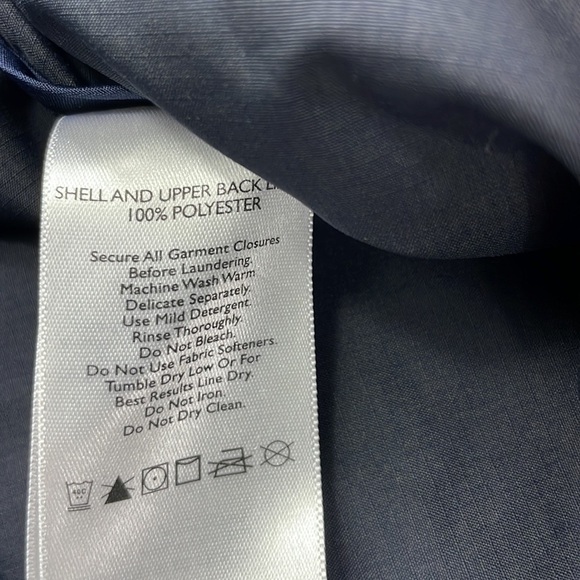 SHELL AND UPPER BACK
100% POLYESTER
Secure All Garment Closures
Before Laundering.
Machine Wash Warm
Delicate Separately.
Use Mild Detergent.
Rinse Thoroughly.
Do Not Bleach.
Do Not Use Fabric Softeners.
Tumble Dry Low Or For
Best Results Line Dry.
Do Not Iron.
Do Not Dry Clean.
40C